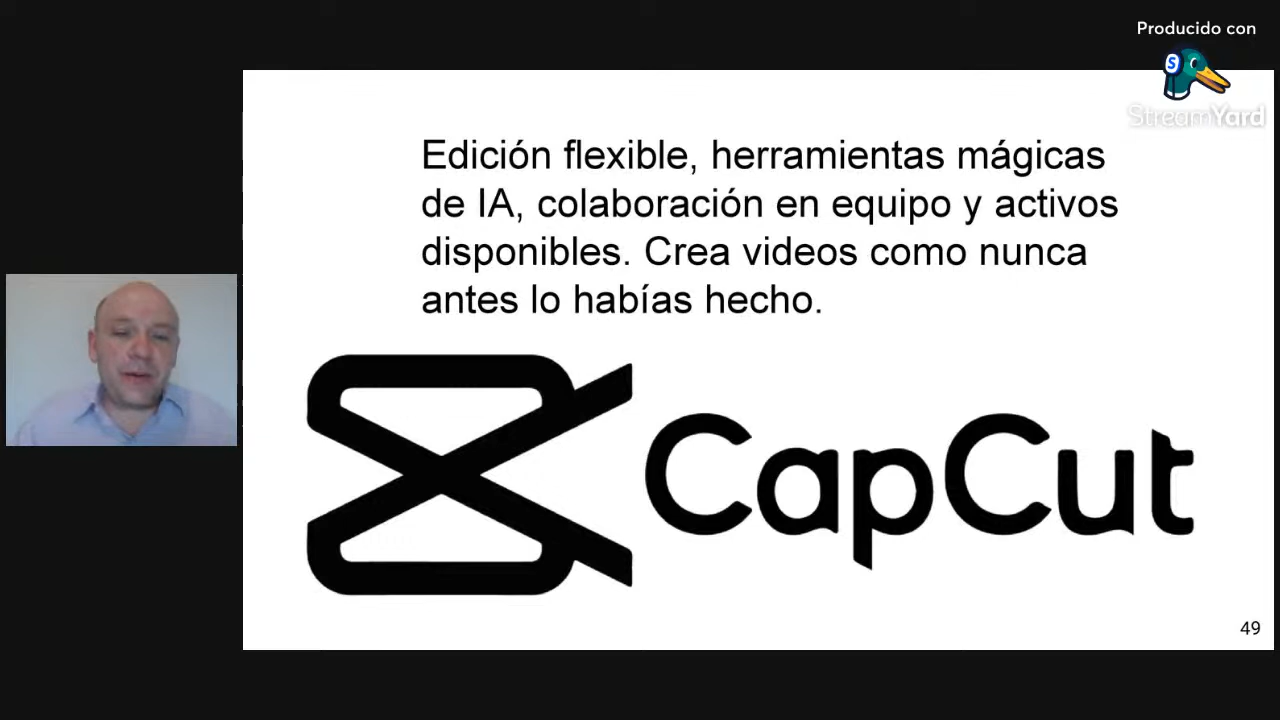 Producido con
S
StreamYard
Edición flexible, herramientas mágicas
de IA, colaboración en equipo y activos
disponibles. Crea videos como nunca
antes lo habías hecho.
CapCut
49